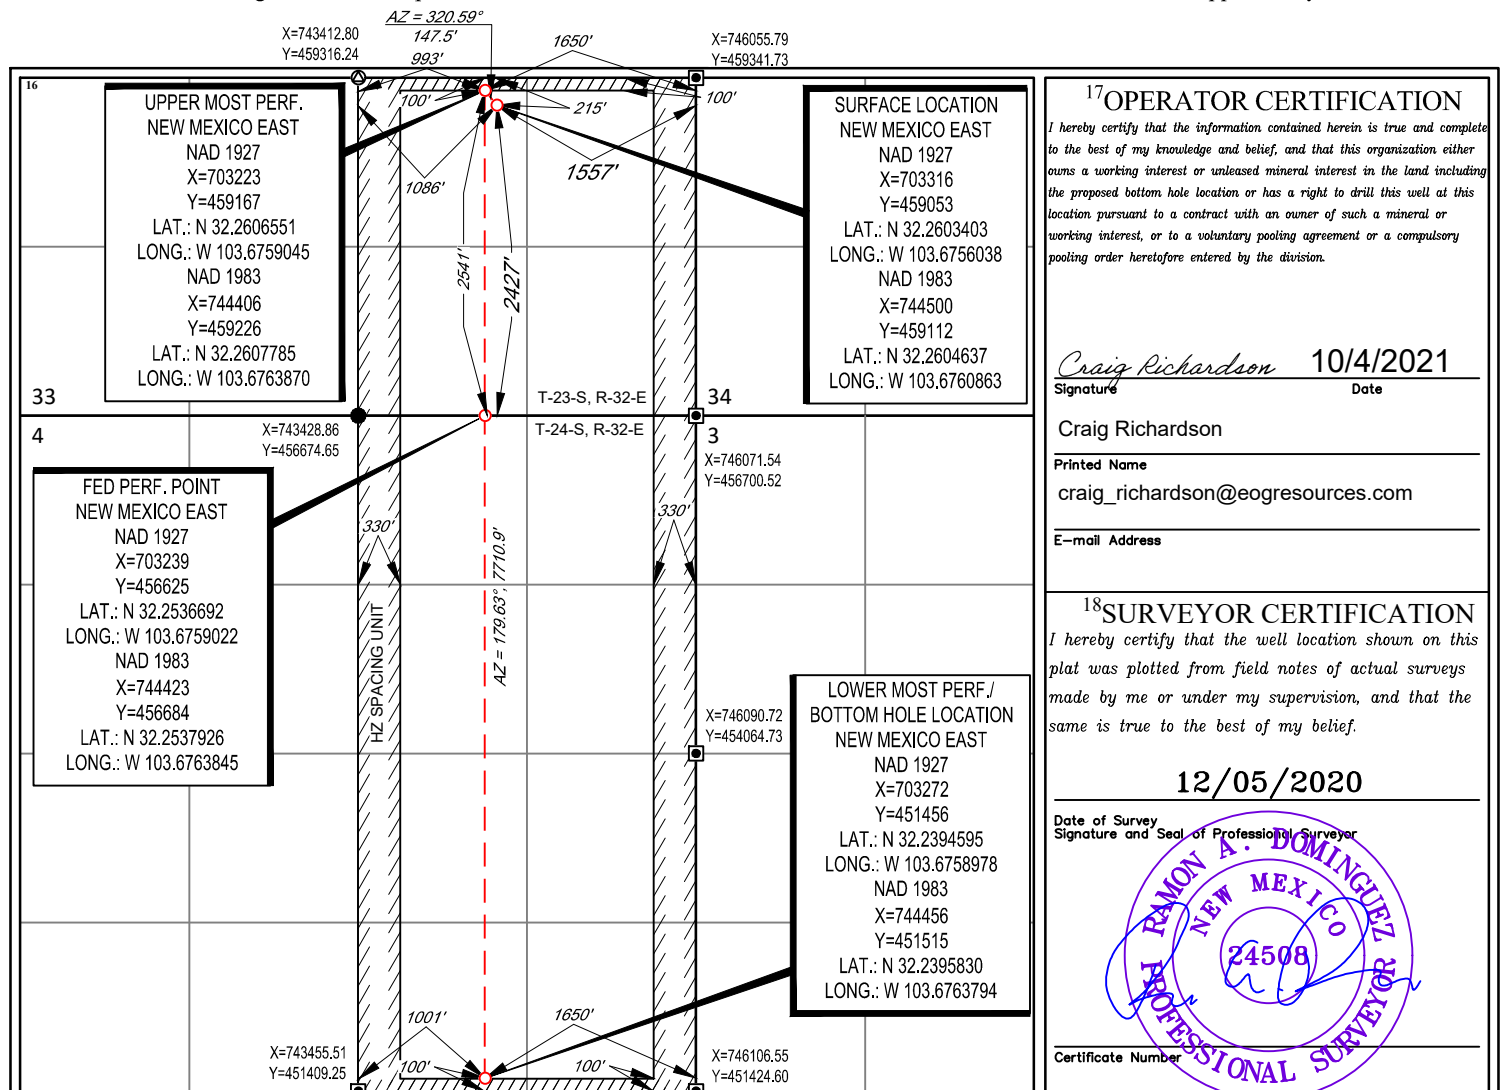 AZ = 320.59°
147.5'
X=743412.80
Y=459316.24
993'
1650'
X=746055.79
Y=459341.73
16
100'
215'
100'
1086'
1557'
UPPER MOST PERF.
NEW MEXICO EAST
NAD 1927
X=703223
Y=459167
LAT.: N 32.2606551
LONG.: W 103.6759045
NAD 1983
X=744406
Y=459226
LAT.: N 32.2607785
LONG.: W 103.6763870
SURFACE LOCATION
NEW MEXICO EAST
NAD 1927
X=703316
Y=459053
LAT.: N 32.2603403
LONG.: W 103.6756038
NAD 1983
X=744500
Y=459112
LAT.: N 32.2604637
LONG.: W 103.6760863
2541'
2427'
33
T-23-S, R-32-E
34
4
T-24-S, R-32-E
3
X=743428.86
Y=456674.65
X=746071.54
Y=456700.52
FED PERF. POINT
NEW MEXICO EAST
NAD 1927
X=703239
Y=456625
LAT.: N 32.2536692
LONG.: W 103.6759022
NAD 1983
X=744423
Y=456684
LAT.: N 32.2537926
LONG.: W 103.6763845
330'
330'
AZ = 179.63°, 7710.9'
HZ SPACING UNIT
X=746090.72
Y=454064.73
LOWER MOST PERF./
BOTTOM HOLE LOCATION
NEW MEXICO EAST
NAD 1927
X=703272
Y=451456
LAT.: N 32.2394595
LONG.: W 103.6758978
NAD 1983
X=744456
Y=451515
LAT.: N 32.2395830
LONG.: W 103.6763794
1001'
1650'
X=743455.51
Y=451409.25
100'
100'
X=746106.55
Y=451424.60
17 OPERATOR CERTIFICATION
I hereby certify that the information contained herein is true and complete
to the best of my knowledge and belief, and that this organization either
owns a working interest or unleased mineral interest in the land including
the proposed bottom hole location or has a right to drill this well at this
location pursuant to a contract with an owner of such a mineral or
working interest, or to a voluntary pooling agreement or a compulsory
pooling order heretofore entered by the division.
Craig Richardson 10/4/2021
Signature Date
Craig Richardson
Printed Name
craig_richardson@eogresources.com
E-mail Address
18 SURVEYOR CERTIFICATION
I hereby certify that the well location shown on this
plat was plotted from field notes of actual surveys
made by me or under my supervision, and that the
same is true to the best of my belief.
12/05/2020
Date of Survey
Signature and Seal of Professional Surveyor
RAMON A. DOMINGUEZ
NEW MEXICO
24508
PROFESSIONAL SURVEYOR
Certificate Number